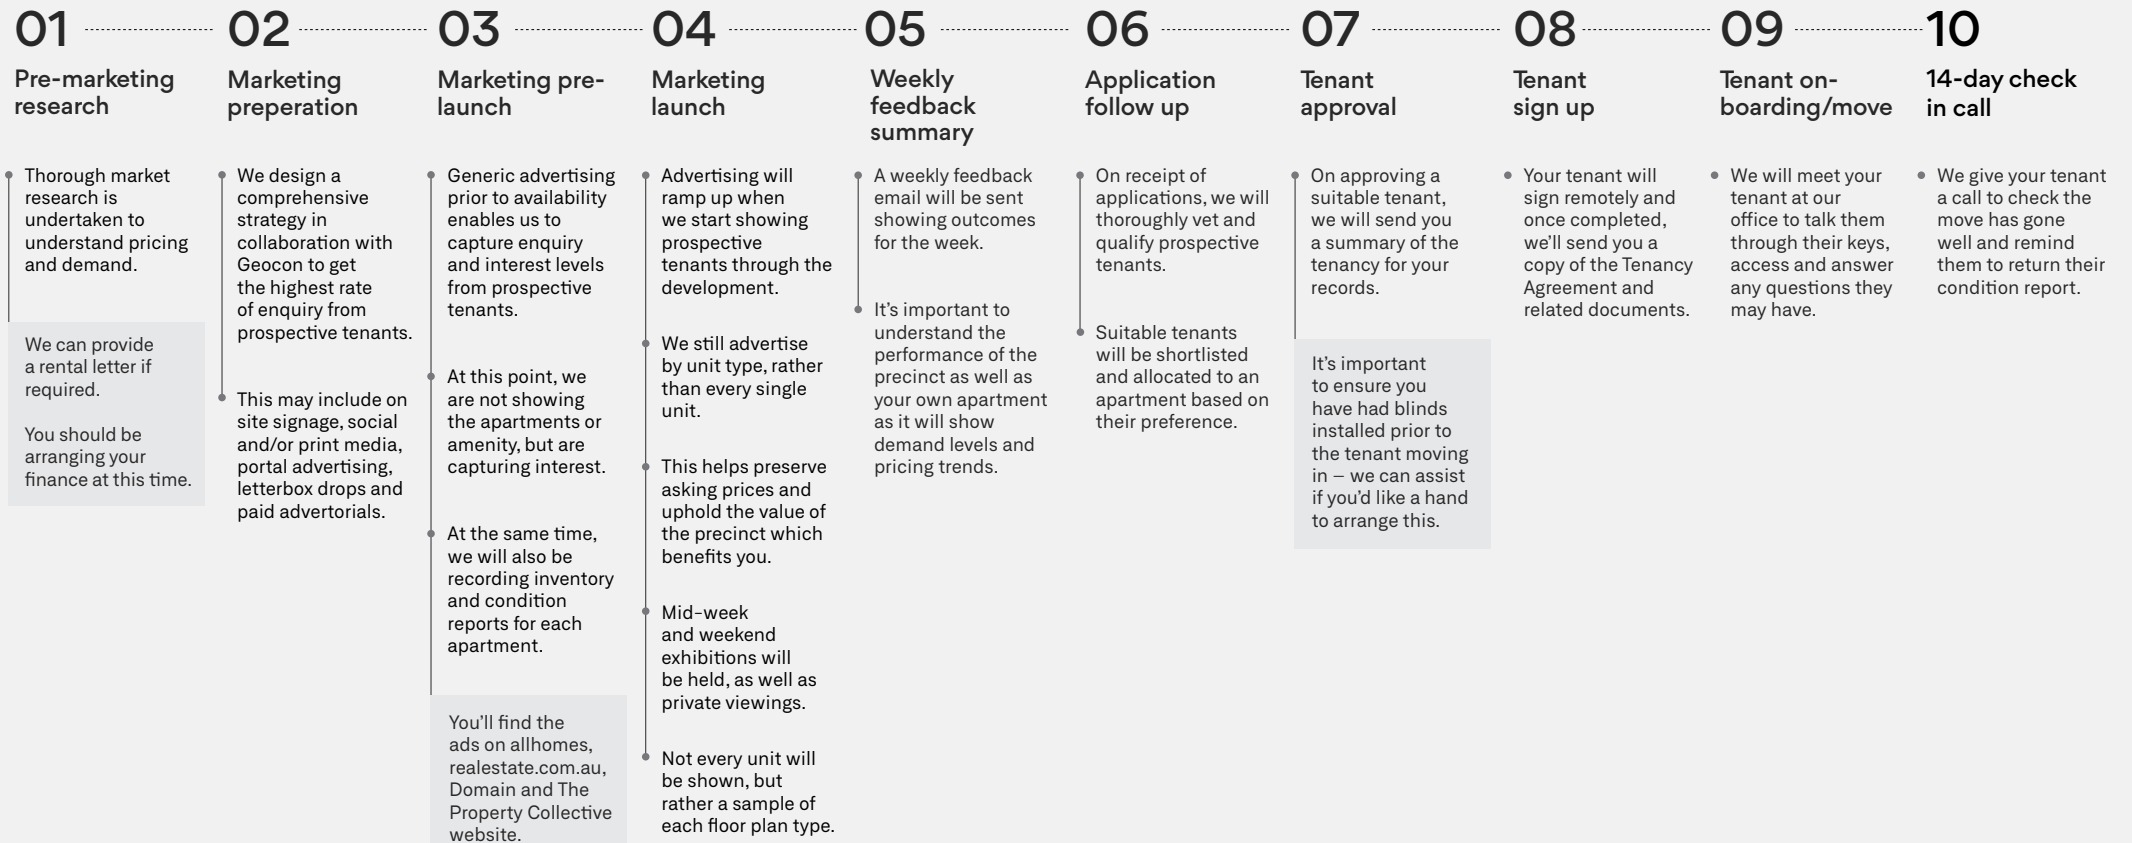 01
Pre-marketing
research
Thorough market
research is
undertaken to
understand pricing
and demand.
We can provide
a rental letter if
required.
You should be
arranging your
finance at this time.
02
Marketing
preperation
We design a
comprehensive
strategy in
collaboration with
Geocon to get
the highest rate
of enquiry from
prospective tenants.
This may include on
site signage, social
and/or print media,
portal advertising,
letterbox drops and
paid advertorials.
03
Marketing pre-
launch
Generic advertising
prior to availability
enables us to
capture enquiry
and interest levels
from prospective
tenants.
At this point, we
are not showing
the apartments or
amenity, but are
capturing interest.
At the same time,
we will also be
recording inventory
and condition
reports for each
apartment.
You'll find the
ads on allhomes,
realestate.com.au,
Domain and The
Property Collective
website.
04
Marketing
launch
Advertising will
ramp up when
we start showing
prospective
tenants through the
development.
We still advertise
by unit type, rather
than every single
unit.
This helps preserve
asking prices and
uphold the value of
the precinct which
benefits you.
Mid-week
and weekend
exhibitions will
be held, as well as
private viewings.
Not every unit will
be shown, but
rather a sample of
each floor plan type.
05
Weekly
feedback
summary
A weekly feedback
email will be sent
showing outcomes
for the week.
It's important to
understand the
performance of the
precinct as well as
your own apartment
as it will show
demand levels and
pricing trends.
06
Application
follow up
On receipt of
applications, we will
thoroughly vet and
qualify prospective
tenants.
Suitable tenants
will be shortlisted
and allocated to an
apartment based on
their preference.
07
Tenant
approval
On approving a
suitable tenant,
we will send you
a summary of the
tenancy for your
records.
It's important
to ensure you
have had blinds
installed prior to
the tenant moving
in – we can assist
if you'd like a hand
to arrange this.
08
Tenant
sign up
Your tenant will
sign remotely and
once completed,
we'll send you a
copy of the Tenancy
Agreement and
related documents.
09
Tenant on-
boarding/move
We will meet your
tenant at our
office to talk them
through their keys,
access and answer
any questions they
may have.
10
14-day check
in call
We give your tenant
a call to check the
move has gone
well and remind
them to return their
condition report.